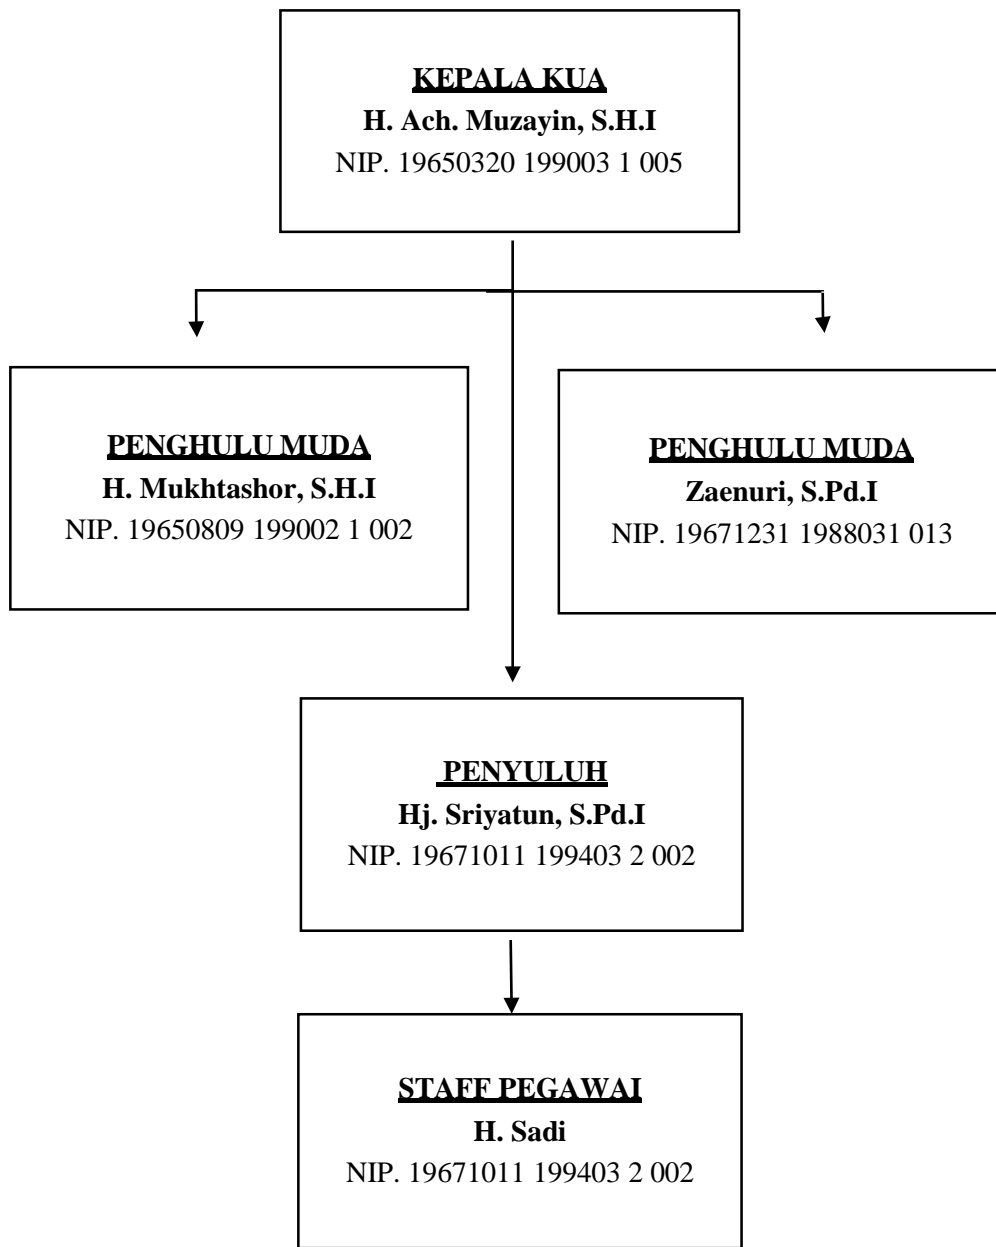 KEPALA KUA
H. Ach. Muzayin, S.H.I
NIP. 19650320 199003 1 005
PENGHULU MUDA
H. Mukhtashor, S.H.I
NIP. 19650809 199002 1 002
PENGHULU MUDA
Zaenuri, S.Pd.I
NIP. 19671231 1988031 013
PENYULUH
Hj. Sriyatun, S.Pd.I
NIP. 19671011 199403 2 002
STAFF PEGAWAI
H. Sadi
NIP. 19671011 199403 2 002